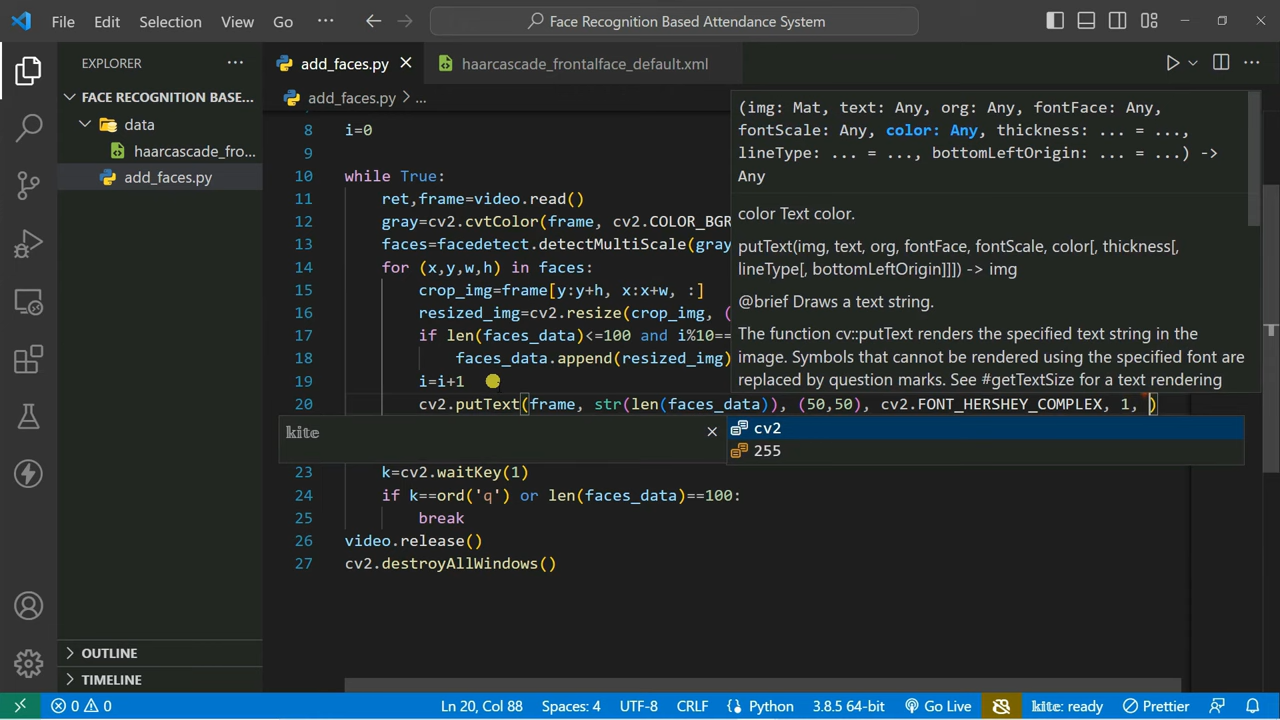 File Edit Selection View Go ··· Face Recognition Based Attendance System
EXPLORER ···
FACE RECOGNITION BASE...
data
haarcascade_fro...
add_faces.py
OUTLINE
TIMELINE
add_faces.py haarcascade_frontalface_default.xml
add_faces.py > ...
8 i=0
9
10 while True:
11 ret,frame=video.read()
12 gray=cv2.cvtColor(frame, cv2.COLOR_BGR
13 faces=facedetect.detectMultiScale(gray
14 for (x,y,w,h) in faces:
15 crop_img=frame[y:y+h, x:x+w, :]
16 resized_img=cv2.resize(crop_img, (
17 if len(faces_data)<=100 and i%10==
18 faces_data.append(resized_img)
19 i=i+1
20 cv2.putText(frame, str(len(faces_data)), (50,50), cv2.FONT_HERSHEY_COMPLEX, 1, )
23 k=cv2.waitKey(1)
24 if k==ord('q') or len(faces_data)==100:
25 break
26 video.release()
27 cv2.destroyAllWindows()
(img: Mat, text: Any, org: Any, fontFace: Any,
fontScale: Any, color: Any, thickness: ... = ...,
lineType: ... = ..., bottomLeftOrigin: ... = ...) ->
Any
color Text color.
putText(img, text, org, fontFace, fontScale, color[, thickness[,
lineType[, bottomLeftOrigin]]]) -> img
@brief Draws a text string.
The function cv::putText renders the specified text string in the
image. Symbols that cannot be rendered using the specified font are
replaced by question marks. See #getTextSize for a text rendering
kite
cv2
255
0 0 Ln 20, Col 88 Spaces: 4 UTF-8 CRLF Python 3.8.5 64-bit Go Live kite: ready Prettier